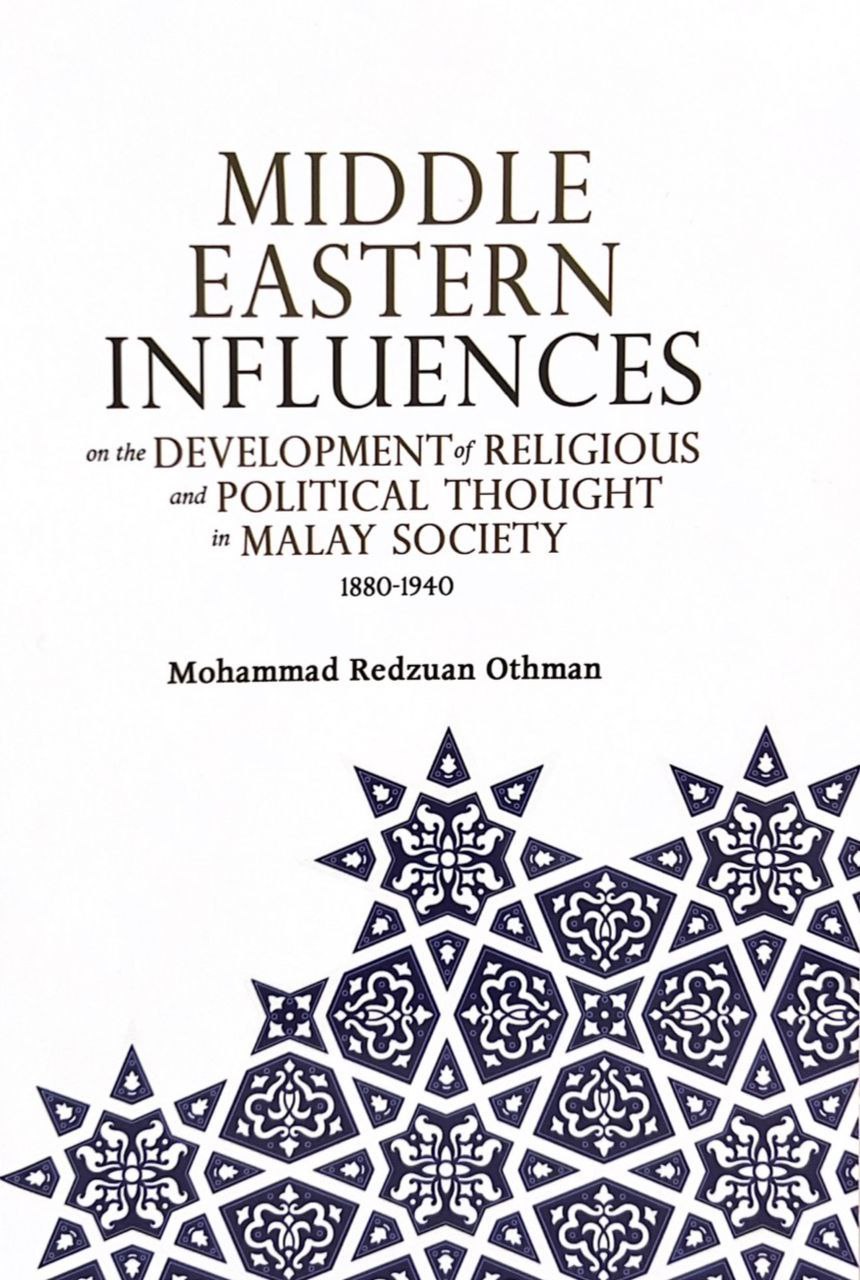 MIDDLE
EASTERN
INFLUENCES
on the DEVELOPMENT of RELIGIOUS
and POLITICAL THOUGHT
in MALAY SOCIETY
1880-1940
Mohammad Redzuan Othman